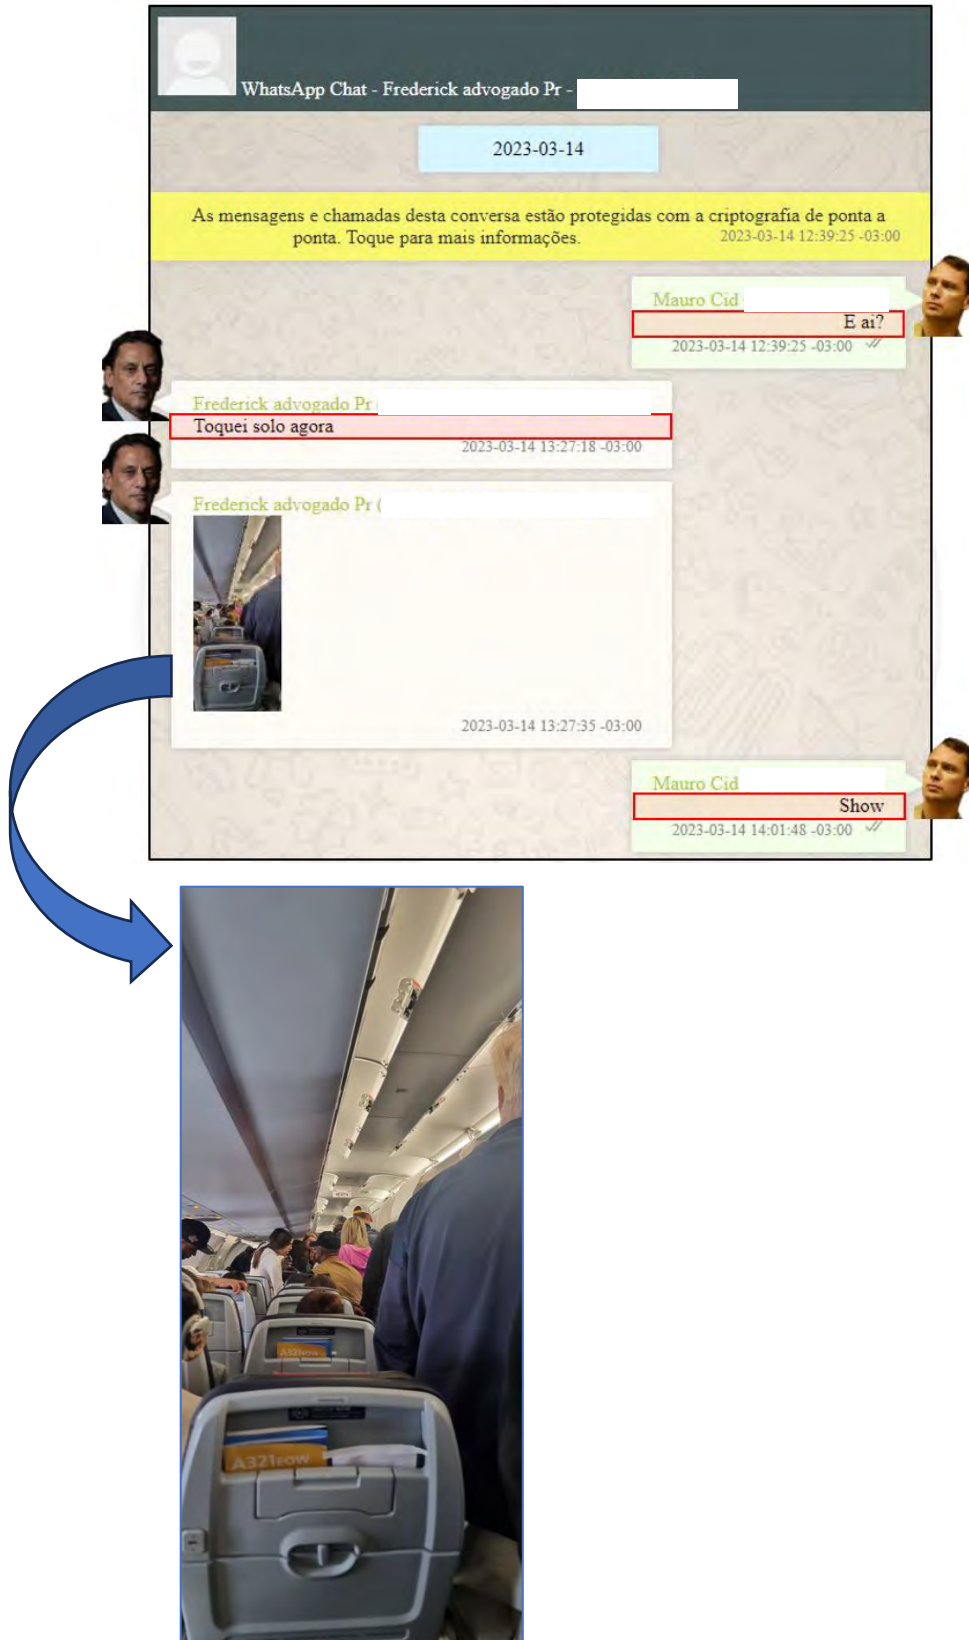 WhatsApp Chat - Frederick advogado Pr -
2023-03-14
As mensagens e chamadas desta conversa estão protegidas com a criptografia de ponta a
ponta. Toque para mais informações.
2023-03-14 12:39:25 -03:00
Mauro Cid
E ai?
2023-03-14 12:39:25 -03:00
Frederick advogado Pr
Toquei solo agora
2023-03-14 13:27:18 -03:00
Frederick advogado Pr (
2023-03-14 13:27:35 -03:00
Mauro Cid
Show
2023-03-14 14:01:48 -03:00
A321
A321